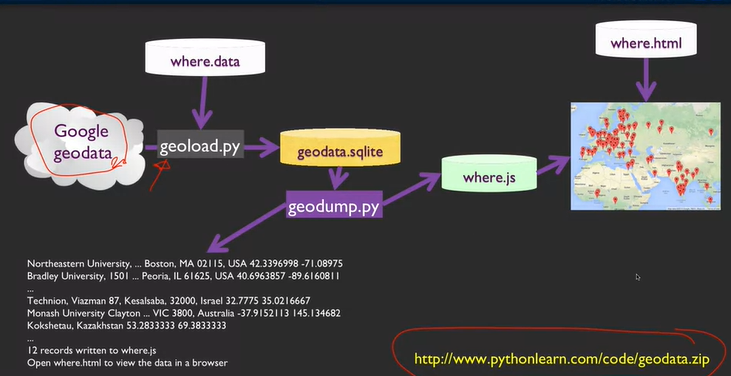 where.data
where.html
Google
geodata
geoload.py
geodata.sqlite
where.js
geodump.py
Northeastern University, ... Boston, MA 02115, USA 42.3396998 -71.08975
Bradley University, 1501 ... Peoria, IL 61625, USA 40.6963857 -89.6160811
...
Technion, Viazman 87, Kesalsaba, 32000, Israel 32.7775 35.0216667
Monash University Clayton ... VIC 3800, Australia -37.9152113 145.134682
Kokshetau, Kazakhstan 53.2833333 69.3833333
...
12 records written to where.js
Open where.html to view the data in a browser
http://www.pythonlearn.com/code/geodata.zip